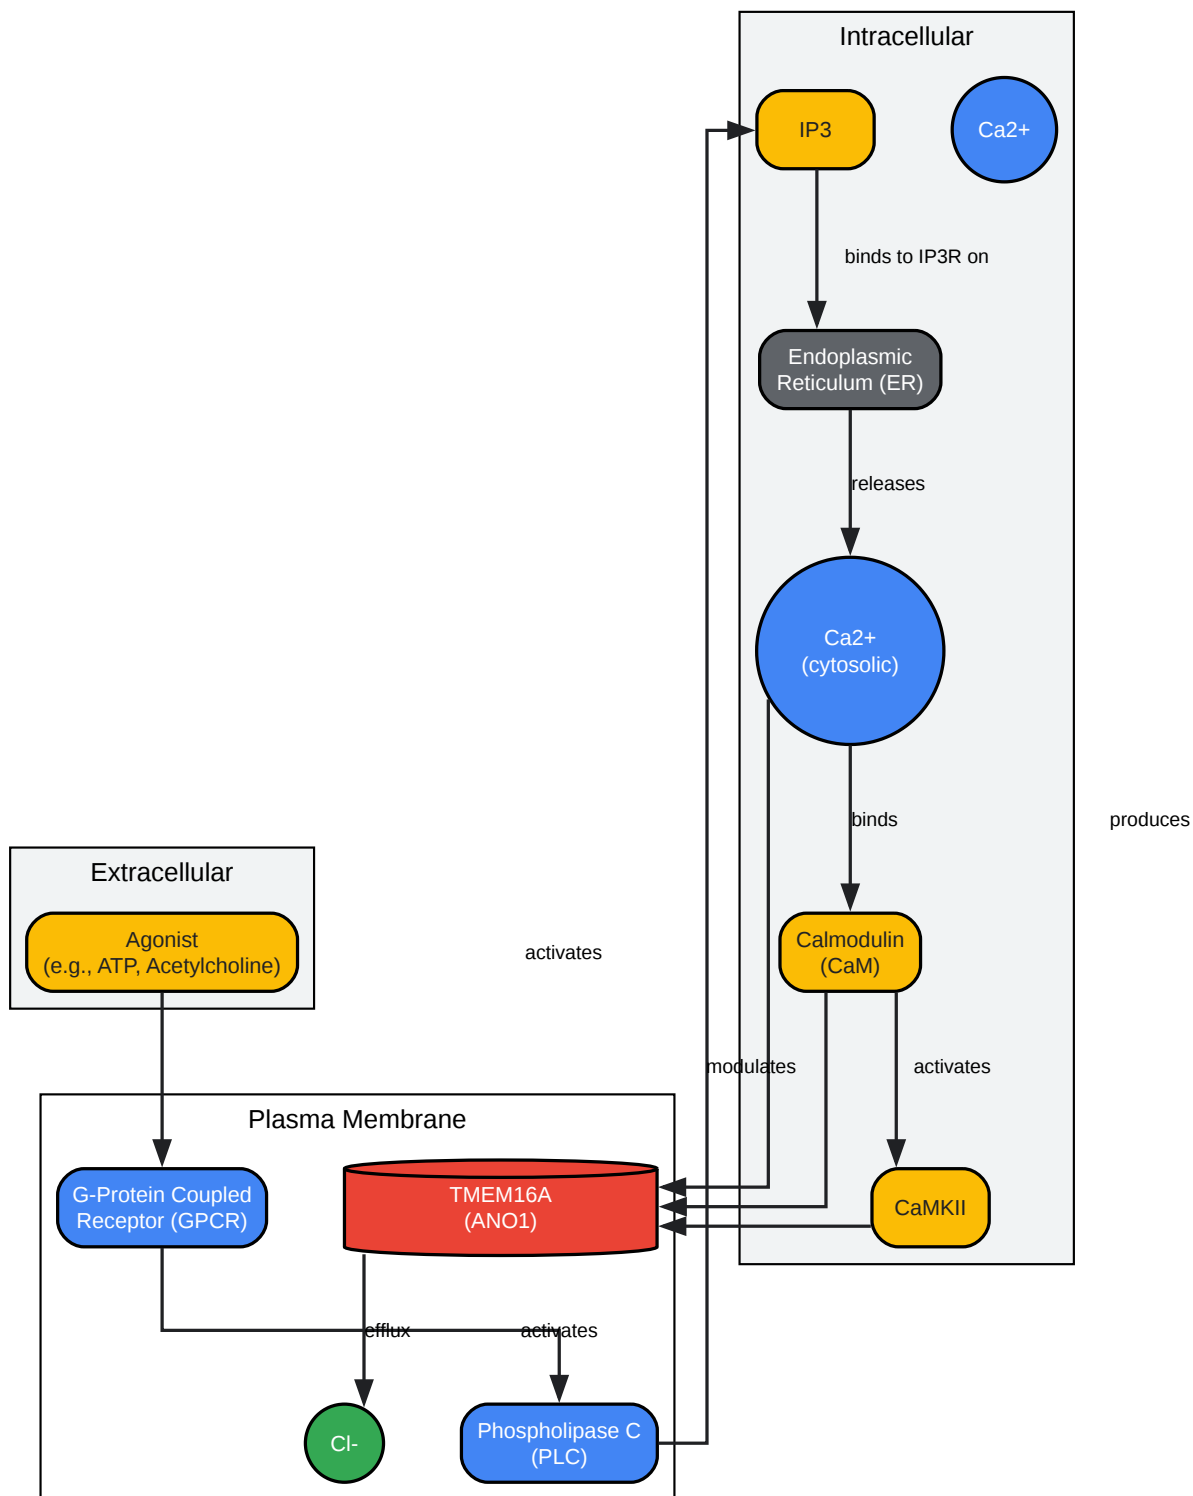 Intracellular
IP3
Ca2+
binds to IP3R on
Endoplasmic
Reticulum (ER)
releases
Ca2+
(cytosolic)
binds
produces
Extracellular
Agonist
(e.g., ATP, Acetylcholine)
activates
Calmodulin
(CaM)
modulates
activates
Plasma Membrane
G-Protein Coupled
Receptor (GPCR)
TMEM16A
(ANO1)
CaMKII
efflux
activates
Cl-
Phospholipase C
(PLC)